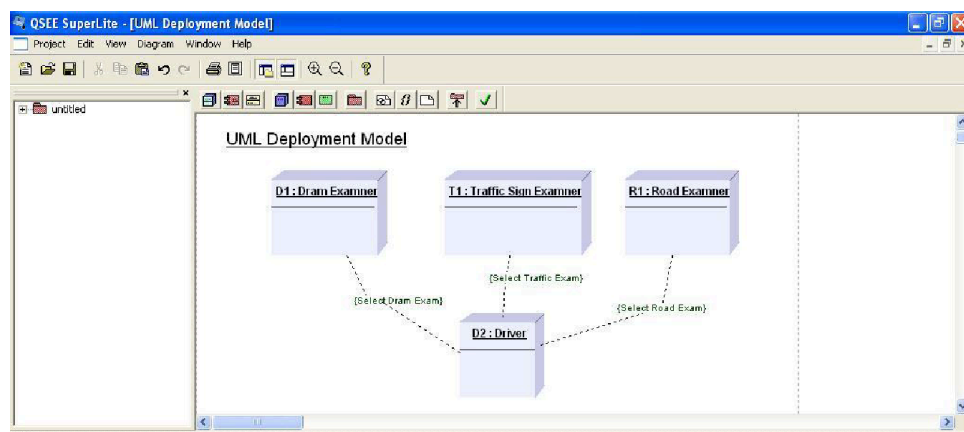 QSEE SuperLite - [UML Deployment Model]
Project Edit View Diagram Window Help
untitled
UML Deployment Model
D1 : Dram Examner
T1 : Traffic Sign Examner
R1 : Road Examner
{Select Traffic Exam}
{Select Dram Exam}
{Select Road Exam}
D2 : Driver